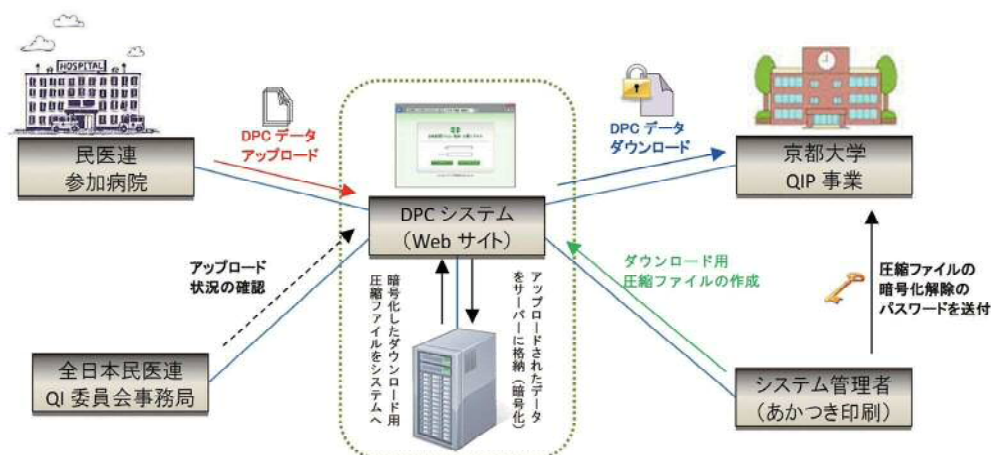 HOSPITAL
民医連
参加病院
DPC データ
アップロード
DPC システム
（Web サイト）
DPC データ
ダウンロード
京都大学
QIP 事業
アップロード
状況の確認
全日本民医連
QI 委員会事務局
暗号化したダウンロード用
圧縮ファイルをシステムへ
アップロードされたデータ
をサーバーに格納（暗号化）
ダウンロード用
圧縮ファイルの作成
圧縮ファイルの
暗号化解除の
パスワードを送付
システム管理者
（あかつき印刷）